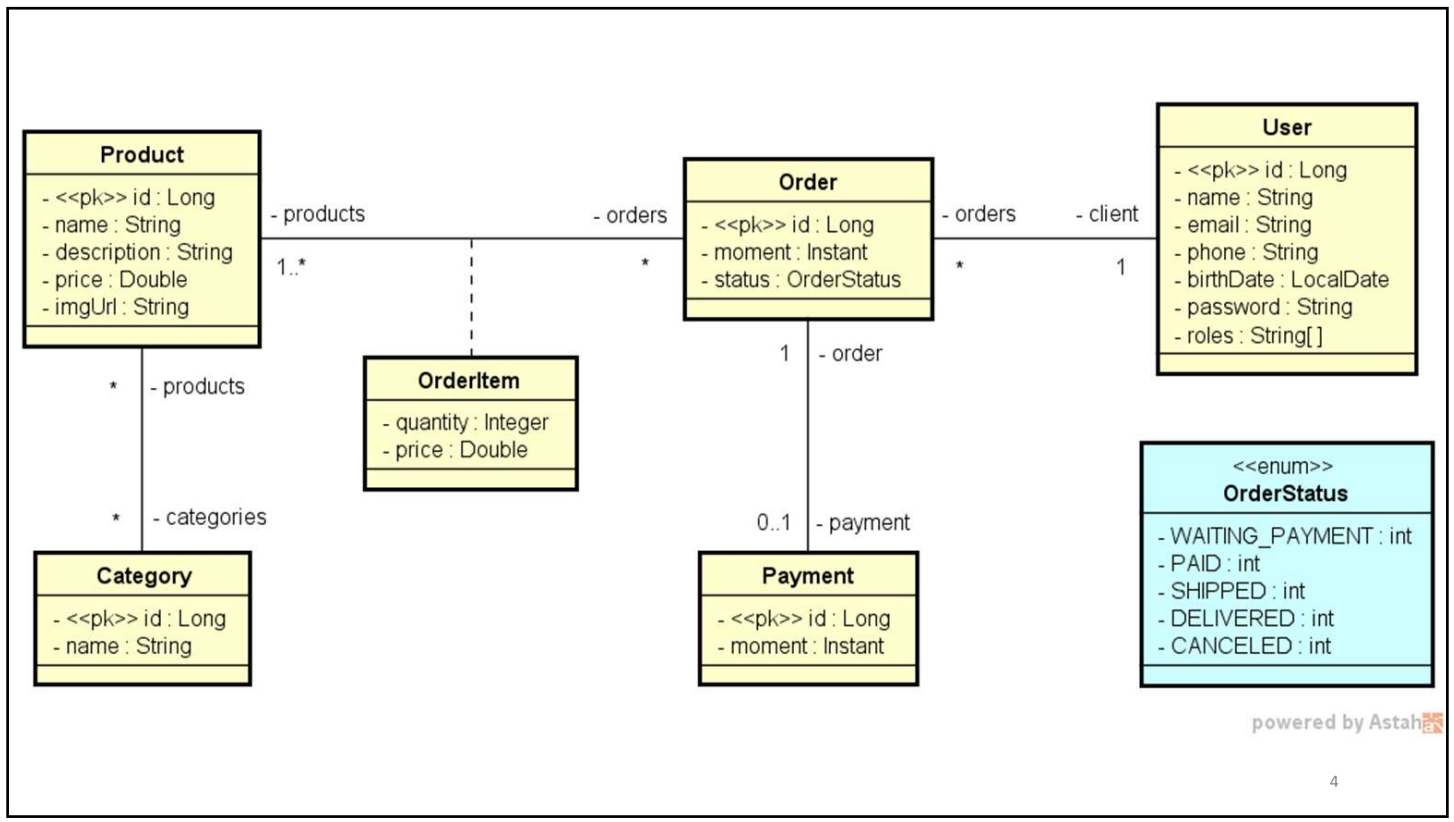 Product
- <<pk>> id : Long
- name : String
- description : String
- price : Double
- imgUrl : String
- products
1..*
- orders
*
Order
- <<pk>> id : Long
- moment : Instant
- status : OrderStatus
- orders
*
- client
1
User
- <<pk>> id : Long
- name : String
- email : String
- phone : String
- birthDate : LocalDate
- password : String
- roles : String[ ]
* - products
* - categories
OrderItem
- quantity : Integer
- price : Double
1 - order
0..1 - payment
Category
- <<pk>> id : Long
- name : String
Payment
- <<pk>> id : Long
- moment : Instant
<<enum>>
OrderStatus
- WAITING_PAYMENT : int
- PAID : int
- SHIPPED : int
- DELIVERED : int
- CANCELED : int
powered by Astah
4